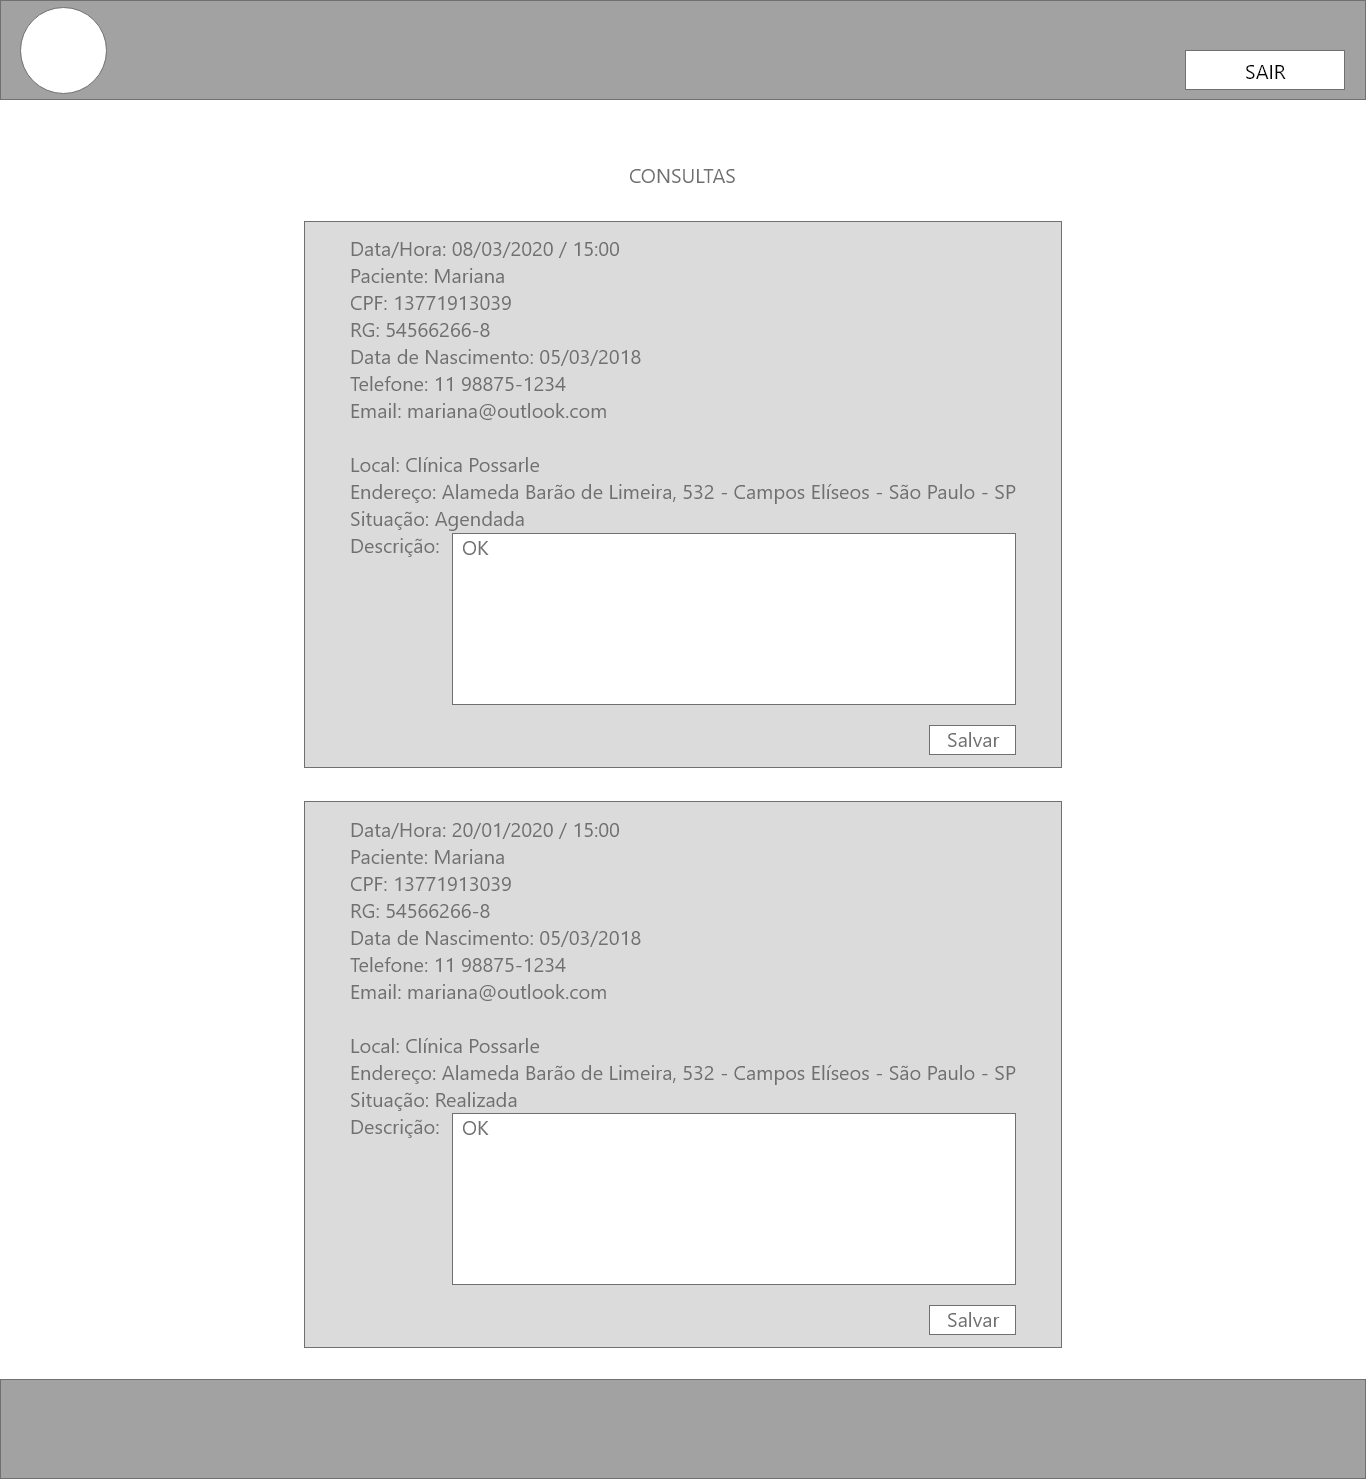 SAIR
CONSULTAS
Data/Hora: 08/03/2020 / 15:00
Paciente: Mariana
CPF: 13771913039
RG: 54566266-8
Data de Nascimento: 05/03/2018
Telefone: 11 98875-1234
Email: mariana@outlook.com
Local: Clínica Possarle
Endereço: Alameda Barão de Limeira, 532 - Campos Elíseos - São Paulo - SP
Situação: Agendada
Descrição: OK
Salvar
Data/Hora: 20/01/2020 / 15:00
Paciente: Mariana
CPF: 13771913039
RG: 54566266-8
Data de Nascimento: 05/03/2018
Telefone: 11 98875-1234
Email: mariana@outlook.com
Local: Clínica Possarle
Endereço: Alameda Barão de Limeira, 532 - Campos Elíseos - São Paulo - SP
Situação: Realizada
Descrição: OK
Salvar